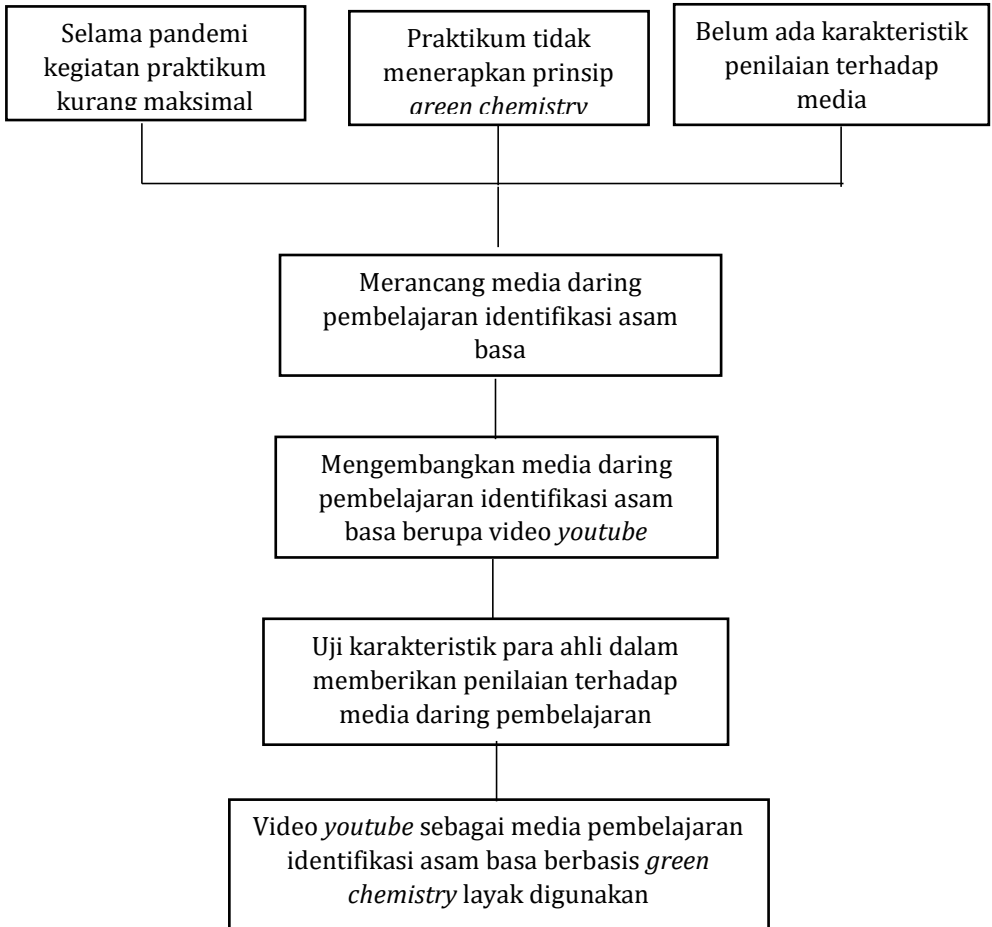 Selama pandemi
kegiatan praktikum
kurang maksimal
Praktikum tidak
menerapkan prinsip
green chemistry
Belum ada karakteristik
penilaian terhadap
media
Merancang media daring
pembelajaran identifikasi asam
basa
Mengembangkan media daring
pembelajaran identifikasi asam
basa berupa video youtube
Uji karakteristik para ahli dalam
memberikan penilaian terhadap
media daring pembelajaran
Video youtube sebagai media pembelajaran
identifikasi asam basa berbasis green
chemistry layak digunakan